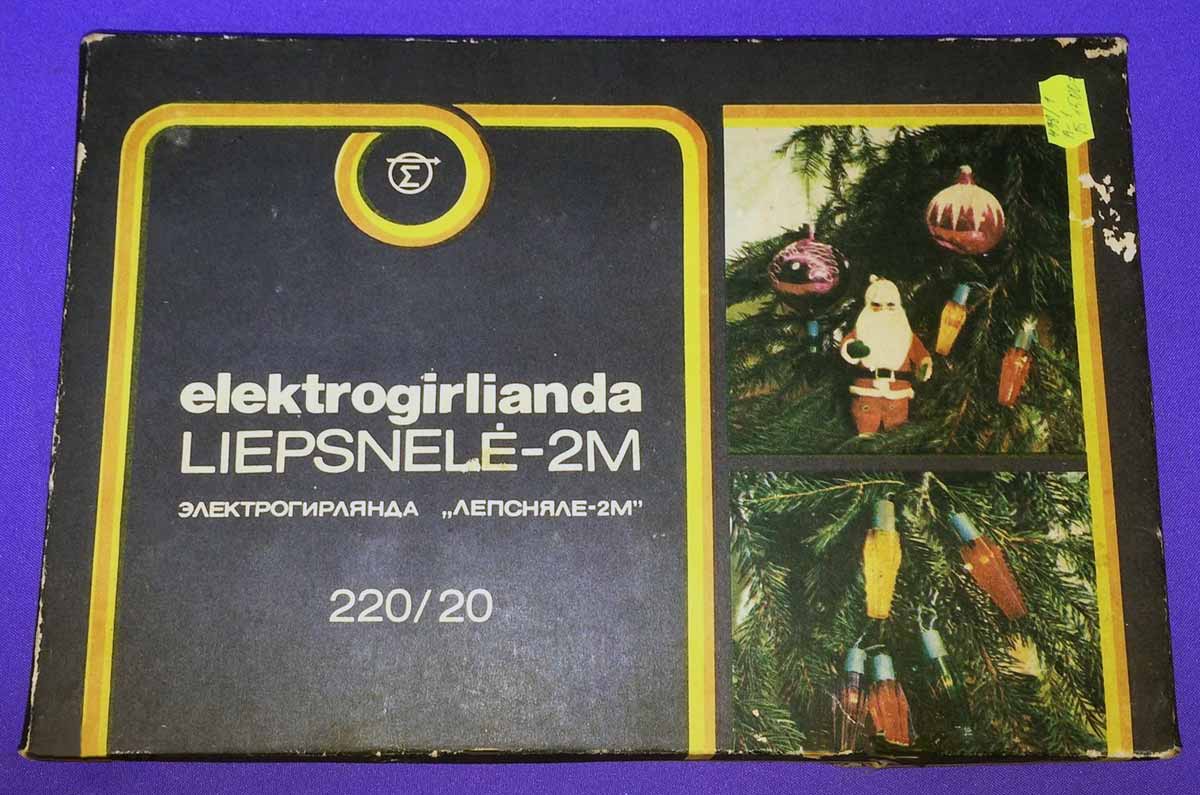 Σ
elektrogirlianda
LIEPSNELĖ-2M
ЭЛЕКТРОГИРЛЯНДА „ЛЕПСНЯЛЕ-2М”
220/20